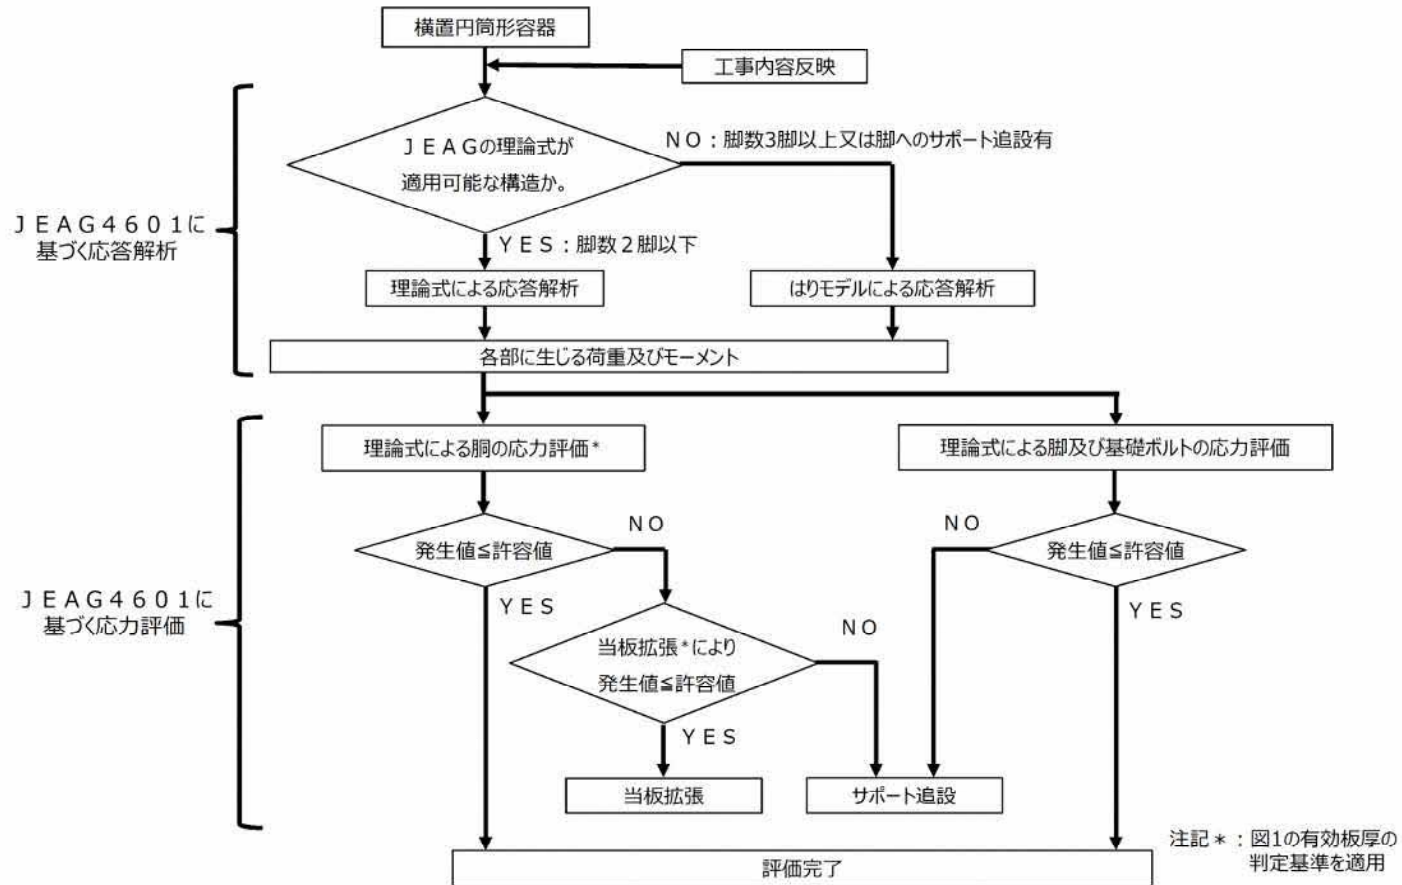 横置円筒形容器
工事内容反映
ＪＥＡＧの理論式が
適用可能な構造か。
ＮＯ：脚数3脚以上又は脚へのサポート追設有
ＪＥＡＧ４６０１に
基づく応答解析
ＹＥＳ：脚数２脚以下
理論式による応答解析
はりモデルによる応答解析
各部に生じる荷重及びモーメント
理論式による胴の応力評価*
理論式による脚及び基礎ボルトの応力評価
ＮＯ
ＮＯ
発生値≦許容値
発生値≦許容値
ＪＥＡＧ４６０１に
基づく応力評価
ＹＥＳ
ＹＥＳ
当板拡張*により
発生値≦許容値
ＮＯ
ＹＥＳ
当板拡張
サポート追設
注記＊：図1の有効板厚の
判定基準を適用
評価完了